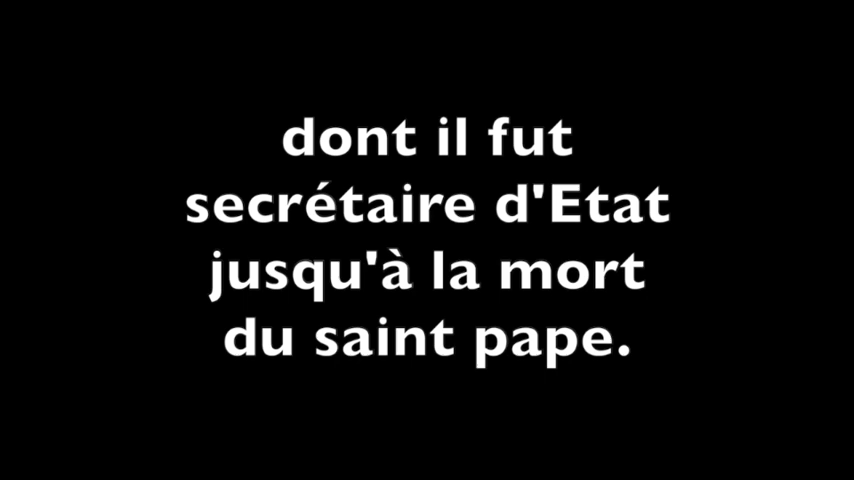 dont il fut
secrétaire d'Etat
jusqu'à la mort
du saint pape.